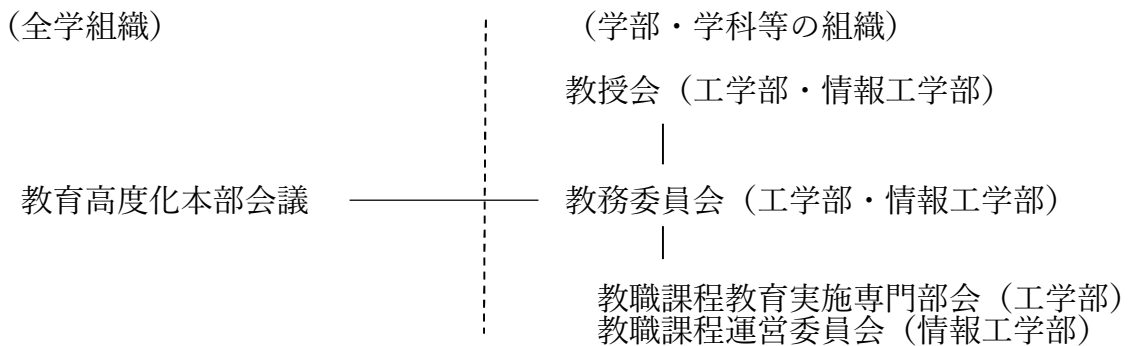 （全学組織）
（学部・学科等の組織）
教授会（工学部・情報工学部）
教育高度化本部会議
教務委員会（工学部・情報工学部）
教職課程教育実施専門部会（工学部）
教職課程運営委員会（情報工学部）